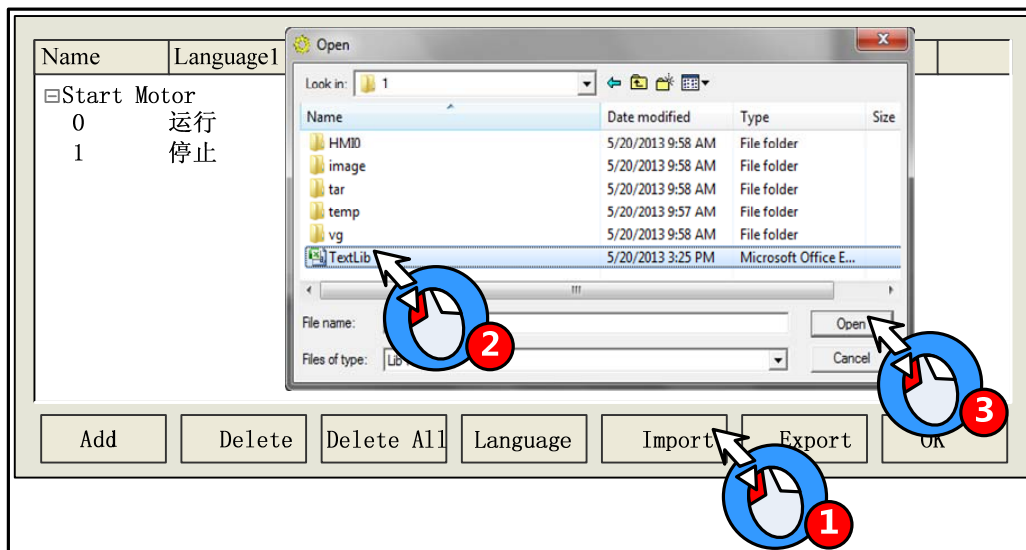 Name Language1
Start Motor
0 运行
1 停止
Open
Look in: 1
Name Date modified Type Size
HMI0 5/20/2013 9:58 AM File folder
image 5/20/2013 9:58 AM File folder
tar 5/20/2013 9:58 AM File folder
temp 5/20/2013 9:57 AM File folder
vg 5/20/2013 9:58 AM File folder
TextLib 5/20/2013 3:25 PM Microsoft Office E...
File name: Open
Files of type: Lib Cancel
2
3
Add Delete Delete All Language Import Export OK
1